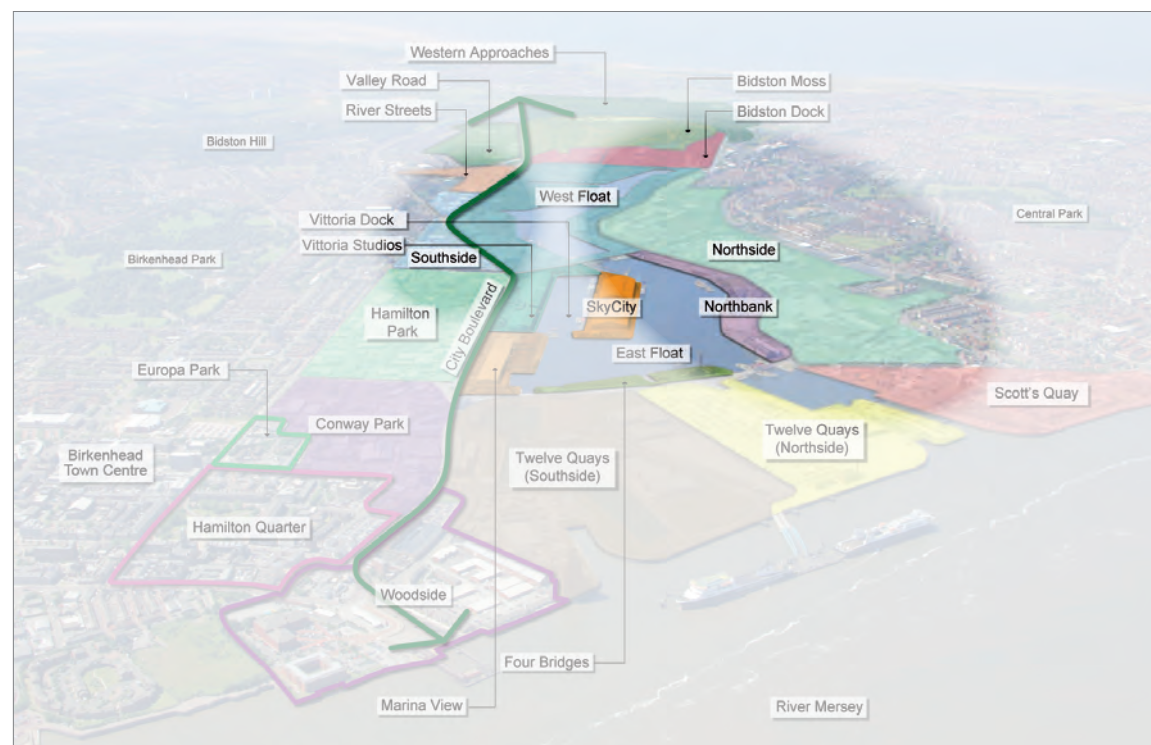 Western Approaches
Valley Road
Bidston Moss
River Streets
Bidston Dock
Bidston Hill
West Float
Vittoria Dock
Central Park
Vittoria Studios
Northside
Birkenhead Park
Southside
Hamilton
Park
City Boulevard
SkyCity
Northbank
East Float
Europa Park
Scott's Quay
Conway Park
Twelve Quays
(Northside)
Birkenhead
Town Centre
Twelve Quays
(Southside)
Hamilton Quarter
Woodside
Four Bridges
Marina View
River Mersey